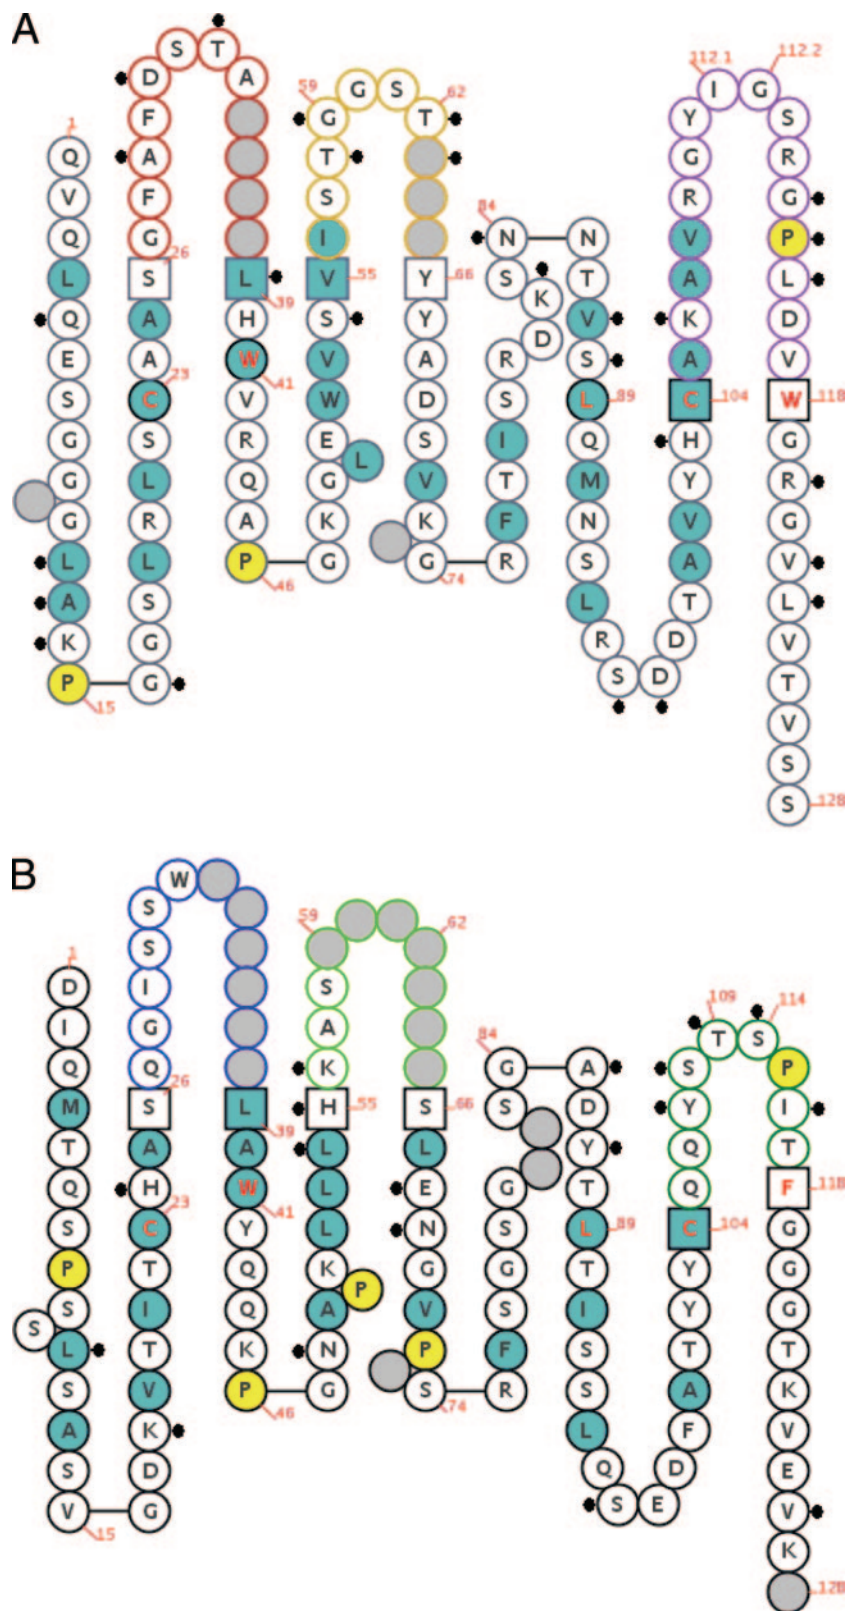 A
1
Q V Q L Q E S G G G L A K P
15
G G S L R L S C A A S
23
26
G F A F D S T A
L H W V R Q A P
39
41
46
G K G L E W V S V
55
I S T G G S T
59
62
Y Y A D S V K G
66
74
R F T I S R D K S N
84
N T V S L Q M N S L R S D D T A V Y H C
89
104
A K A V R G Y I G S R G P L D V
112.1
112.2
W G R G V L V T V S S
118
128
B
1
D I Q M T Q S P S S L S A S V
15
G D K V T I T C H A S
23
26
Q G I S S W
L A W Y Q Q K P
39
41
46
G N A P K L L L H
55
K A S
59
62
S L E N G V P S
66
74
R F S G S G S G
84
A D Y T L T I S S L Q S E D F A T Y Y C
89
104
Q Q Y S T S P I T
109
114
F G G G T K V E V K
118
128